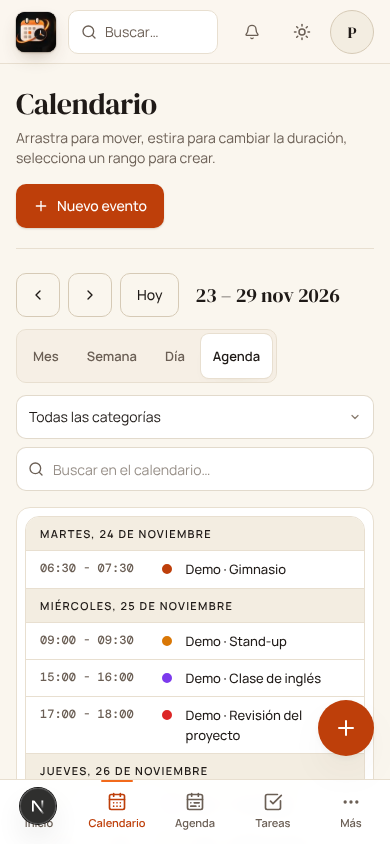 Buscar...
P
Calendario
Arrastra para mover, estira para cambiar la duración,
selecciona un rango para crear.
Nuevo evento
Hoy
23 – 29 nov 2026
Mes
Semana
Día
Agenda
Todas las categorías
Buscar en el calendario...
MARTES, 24 DE NOVIEMBRE
06:30 - 07:30
Demo · Gimnasio
MIÉRCOLES, 25 DE NOVIEMBRE
09:00 - 09:30
Demo · Stand-up
15:00 - 16:00
Demo · Clase de inglés
17:00 - 18:00
Demo · Revisión del
proyecto
JUEVES, 26 DE NOVIEMBRE
N
Inicio
Calendario
Agenda
Tareas
Más